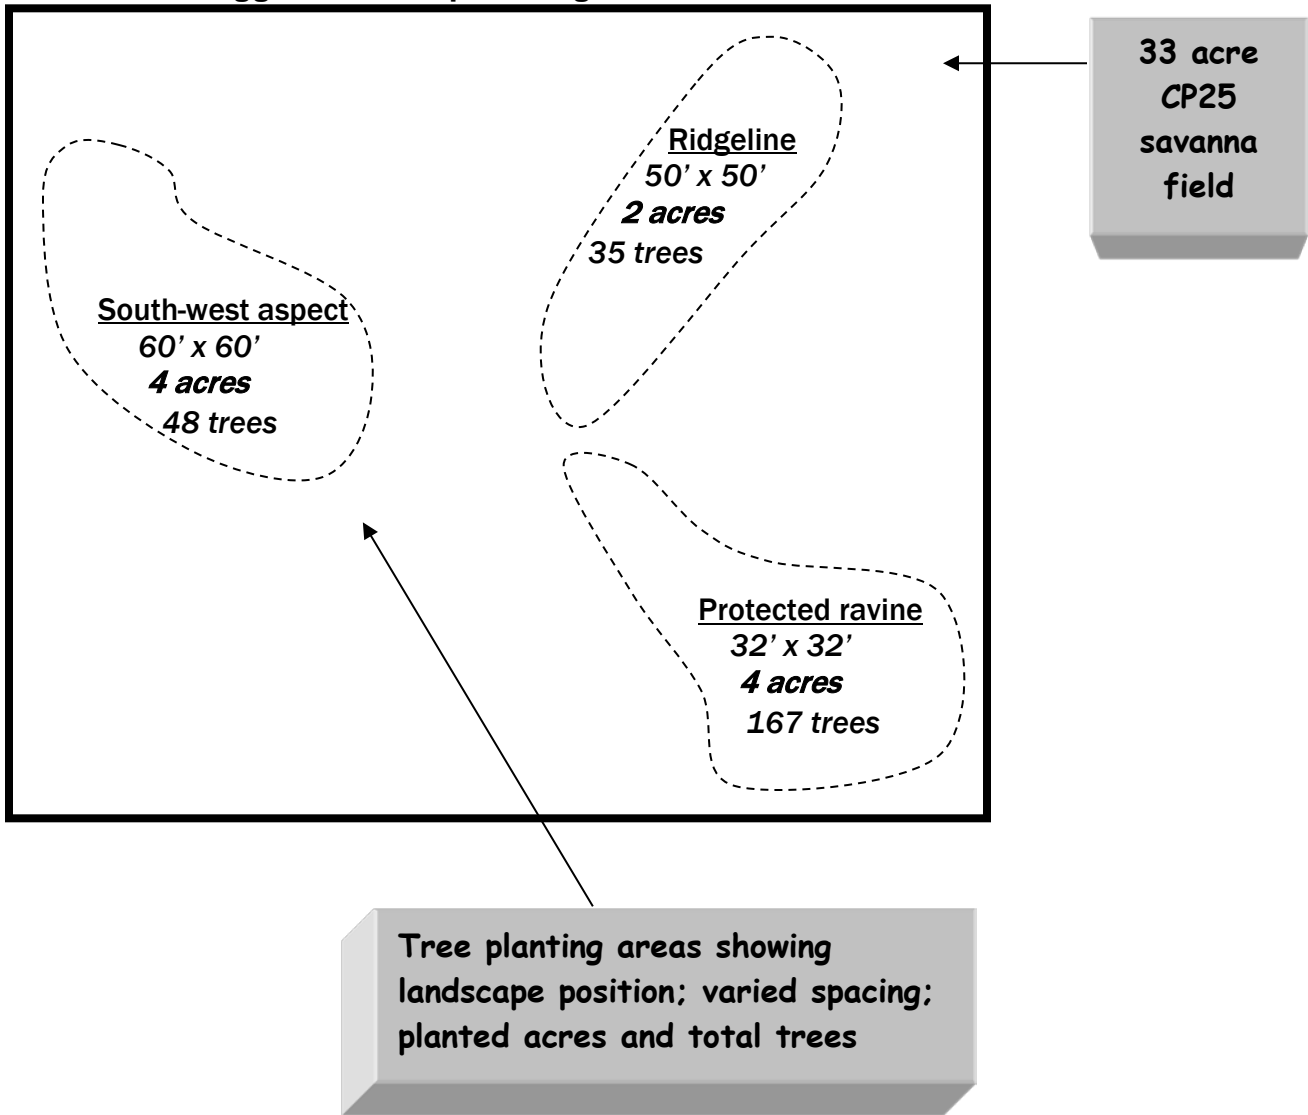 33 acre
CP25
savanna
field
Ridgeline
50’ x 50’
2 acres
35 trees
South-west aspect
60’ x 60’
4 acres
48 trees
Protected ravine
32’ x 32’
4 acres
167 trees
Tree planting areas showing
landscape position; varied spacing;
planted acres and total trees